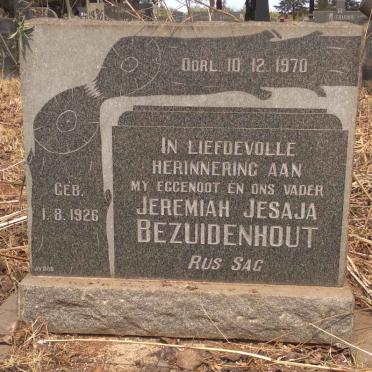 OORL. 10.12.1970
IN LIEFDEVOLLE
HERINNERING AAN
MY EGGENOOT EN ONS VADER
JEREMIAH JESAJA
BEZUIDENHOUT
RUS SAG
GEB.
1.8.1926